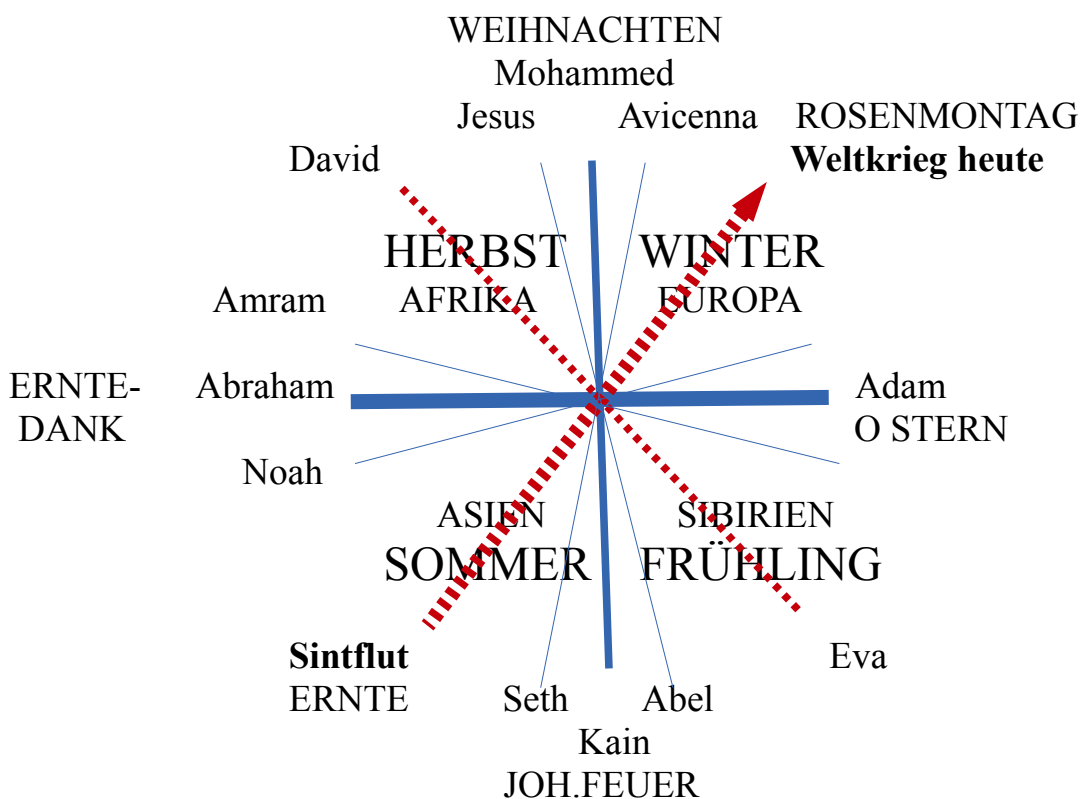 WEIHNACHTEN
Mohammed
Jesus
Avicenna
ROSENMONTAG
David
Weltkrieg heute
HERBST
WINTER
AFRIKA
EUROPA
Amram
ERNTE-
DANK
Abraham
Adam
O STERN
Noah
ASIEN
SIBIRIEN
SOMMER
FRÜHLING
Sintflut
ERNTE
Eva
Seth
Abel
Kain
JOH.FEUER